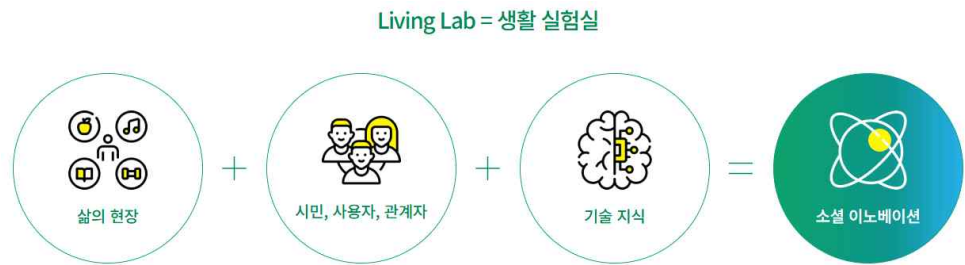 Living Lab = 생활 실험실
삶의 현장
시민, 사용자, 관계자
기술 지식
소셜 이노베이션